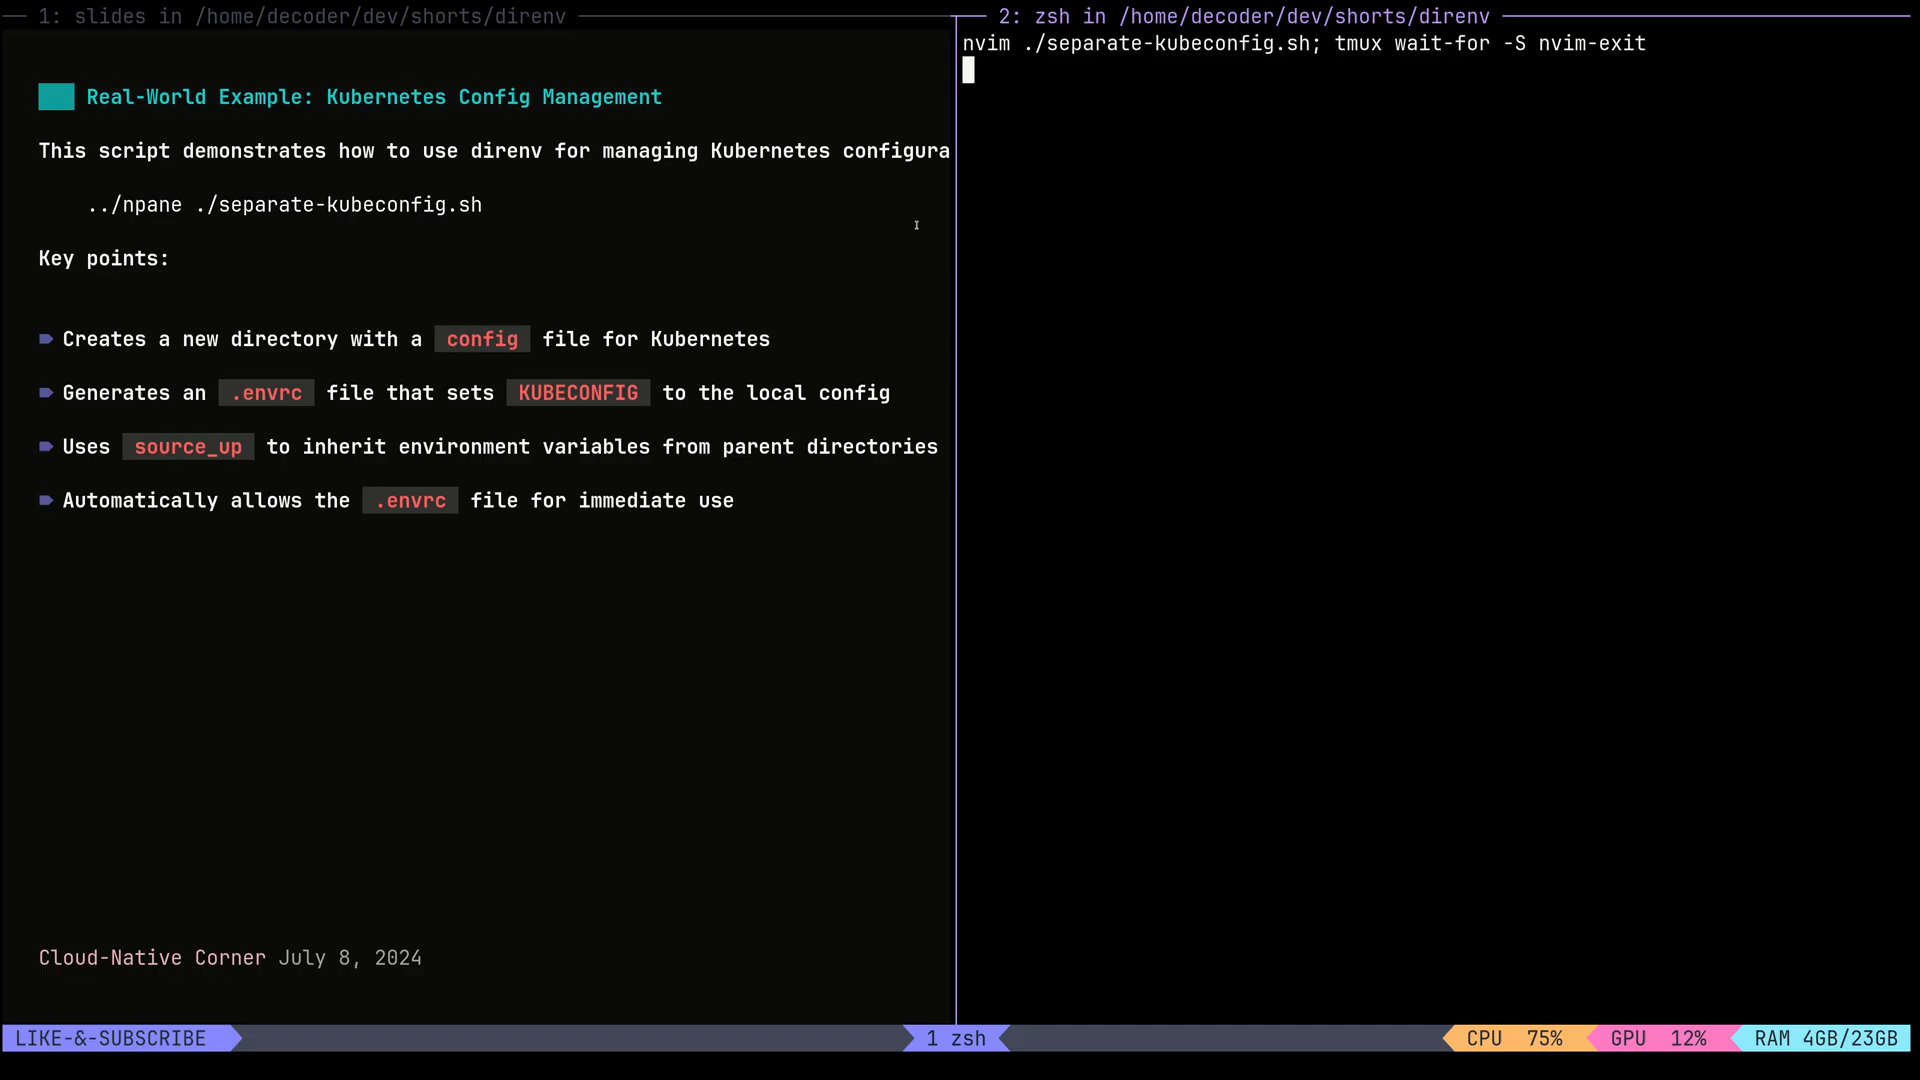 1: slides in /home/decoder/dev/shorts/direnv
Real-World Example: Kubernetes Config Management
This script demonstrates how to use direnv for managing Kubernetes configura
../npane ./separate-kubeconfig.sh
Key points:
Creates a new directory with a config file for Kubernetes
Generates an .envrc file that sets KUBECONFIG to the local config
Uses source_up to inherit environment variables from parent directories
Automatically allows the .envrc file for immediate use
Cloud-Native Corner July 8, 2024
2: zsh in /home/decoder/dev/shorts/direnv
nvim ./separate-kubeconfig.sh; tmux wait-for -S nvim-exit
LIKE-&-SUBSCRIBE 1 zsh CPU 75% GPU 12% RAM 4GB/23GB